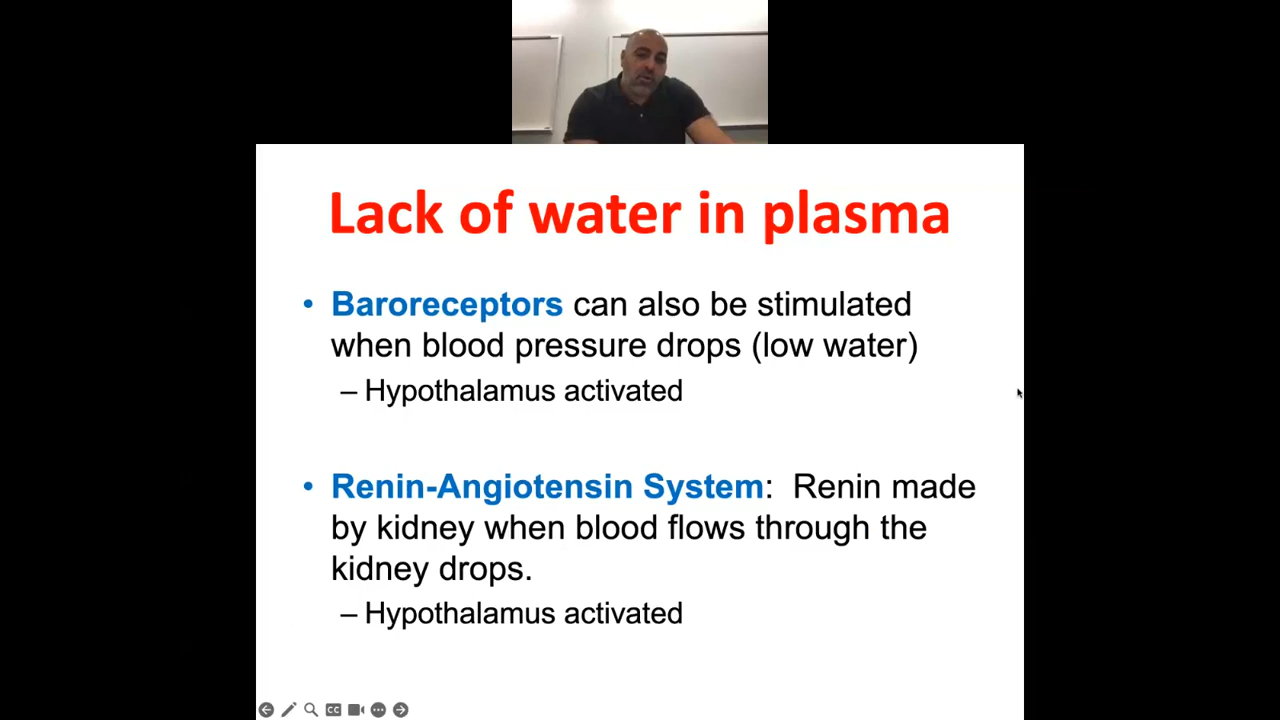 Lack of water in plasma
• Baroreceptors can also be stimulated
when blood pressure drops (low water)
– Hypothalamus activated
• Renin-Angiotensin System:  Renin made
by kidney when blood flows through the
kidney drops.
– Hypothalamus activated
CC